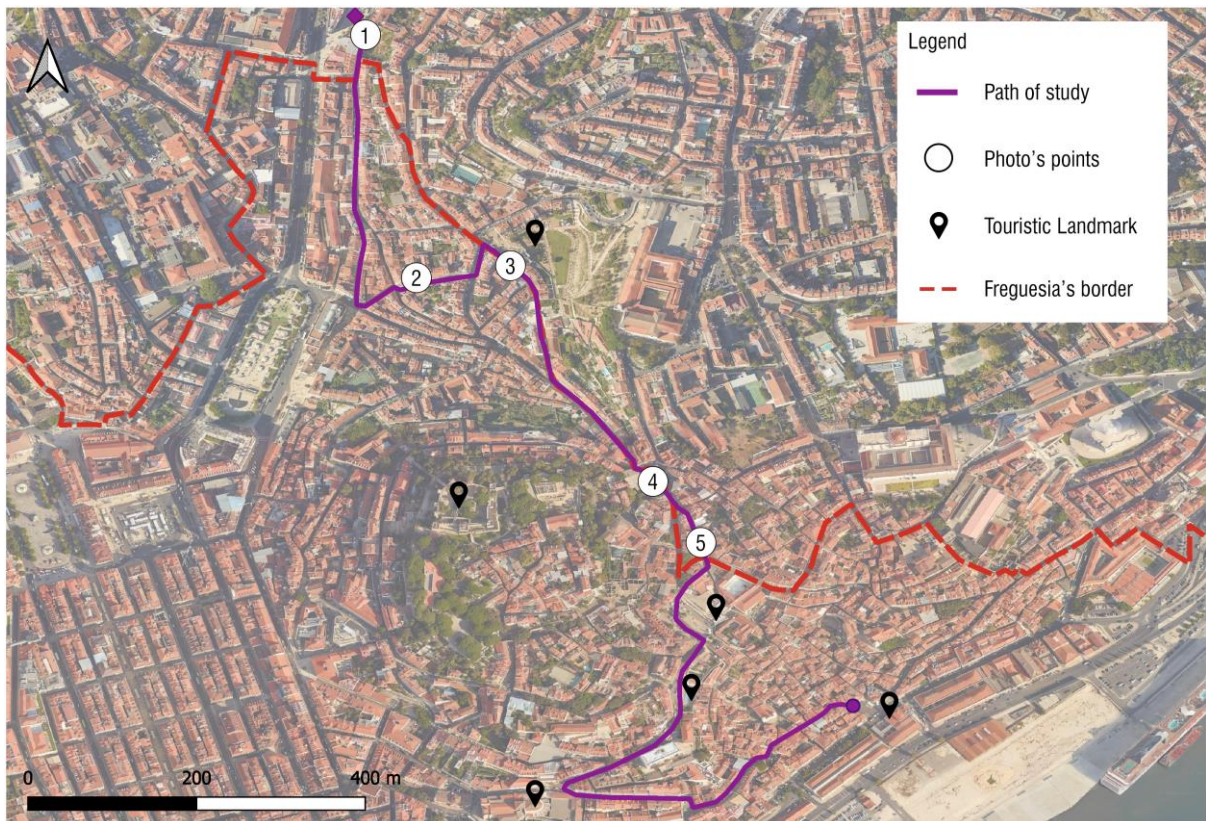 Legend
Path of study
Photo's points
Touristic Landmark
Freguesia's border
1
2
3
4
5
0 200 400 m